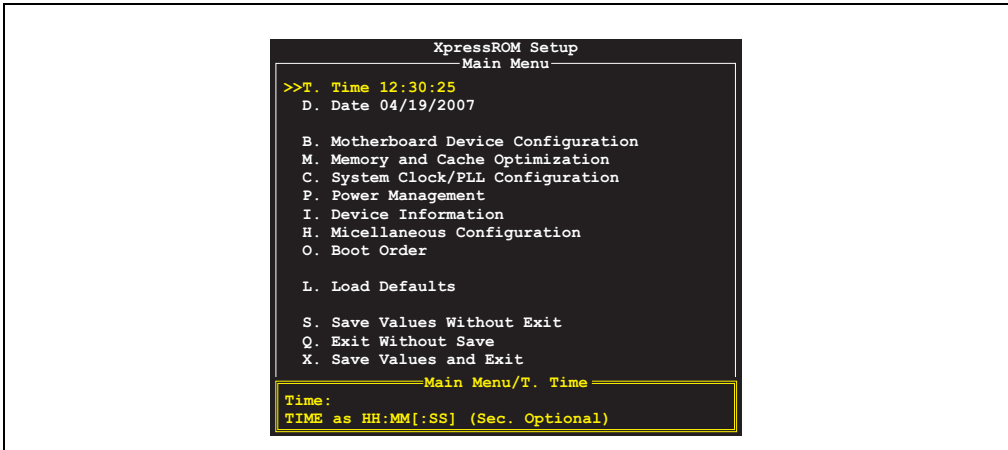 XpressROM Setup
Main Menu
>>T. Time 12:30:25
D. Date 04/19/2007
B. Motherboard Device Configuration
M. Memory and Cache Optimization
C. System Clock/PLL Configuration
P. Power Management
I. Device Information
H. Micellaneous Configuration
O. Boot Order
L. Load Defaults
S. Save Values Without Exit
Q. Exit Without Save
X. Save Values and Exit
Main Menu/T. Time
Time:
TIME as HH:MM[:SS] (Sec. Optional)